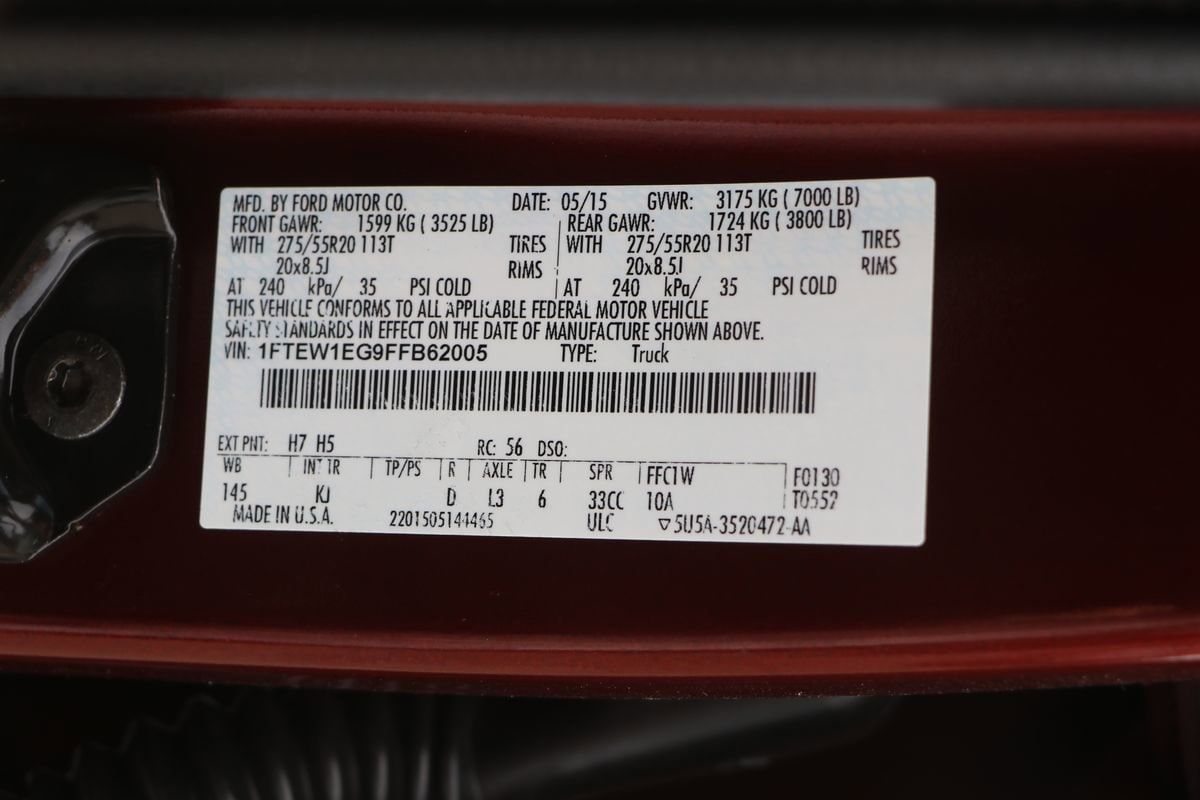 MFD. BY FORD MOTOR CO. DATE: 05/15 GVWR: 3175 KG ( 7000 LB)
FRONT GAWR: 1599 KG ( 3525 LB) REAR GAWR: 1724 KG ( 3800 LB)
WITH 275/55R20 113T TIRES WITH 275/55R20 113T TIRES
20x8.5J RIMS 20x8.5J RIMS
AT 240 kPa/ 35 PSI COLD AT 240 kPa/ 35 PSI COLD
THIS VEHICLE CONFORMS TO ALL APPLICABLE FEDERAL MOTOR VEHICLE
SAFETY STANDARDS IN EFFECT ON THE DATE OF MANUFACTURE SHOWN ABOVE.
VIN: 1FTEW1EG9FFB62005 TYPE: Truck
EXT PNT: H7 H5 RC: 56 DSO:
WB INT TR TP/PS R AXLE TR SPR FFC1W F0130
145 KJ D L3 6 33CC 10A T0552
MADE IN U.S.A. 2201505144465 ULC ▽5U5A-3520472-AA